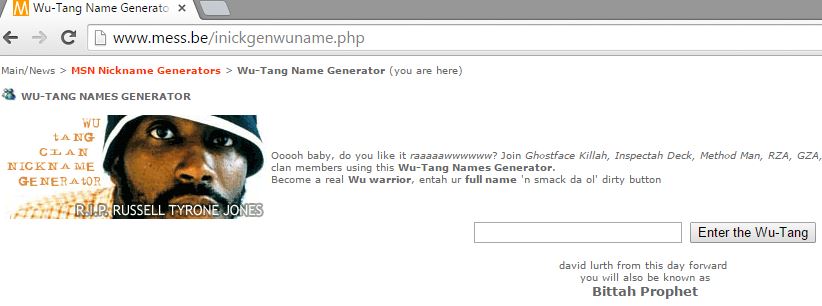 Wu-Tang Name Generato
www.mess.be/inickgenwuname.php
Main/News > MSN Nickname Generators > Wu-Tang Name Generator (you are here)
WU-TANG NAMES GENERATOR
WU
tANG
CLAN
NICKNAME
GENERAtOR
R.I.P. RUSSELL TYRONE JONES
Ooooh baby, do you like it raaaaawwwwww? Join Ghostface Killah, Inspectah Deck, Method Man, RZA, GZA,
clan members using this Wu-Tang Names Generator.
Become a real Wu warrior, entah ur full name 'n smack da ol' dirty button
Enter the Wu-Tang
david lurth from this day forward
you will also be known as
Bittah Prophet